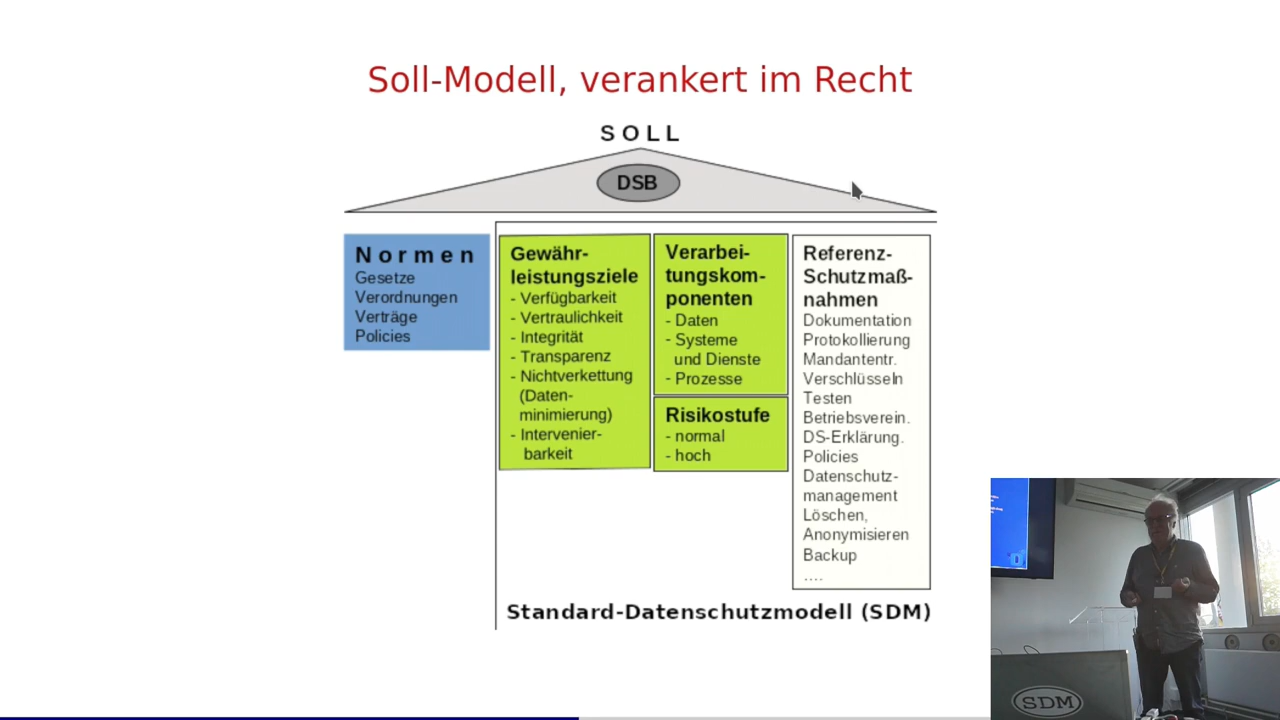 Soll-Modell, verankert im Recht
S O L L
DSB
N o r m e n
Gesetze
Verordnungen
Verträge
Policies
Gewähr-
leistungsziele
- Verfügbarkeit
- Vertraulichkeit
- Integrität
- Transparenz
- Nichtverkettung
(Daten-
minimierung)
- Intervenier-
barkeit
Verarbei-
tungskom-
ponenten
- Daten
- Systeme
und Dienste
- Prozesse
Risikostufe
- normal
- hoch
Referenz-
Schutzmaß-
nahmen
Dokumentation
Protokollierung
Mandantentr.
Verschlüsseln
Testen
Betriebsverein.
DS-Erklärung.
Policies
Datenschutz-
management
Löschen,
Anonymisieren
Backup
....
Standard-Datenschutzmodell (SDM)
SDM